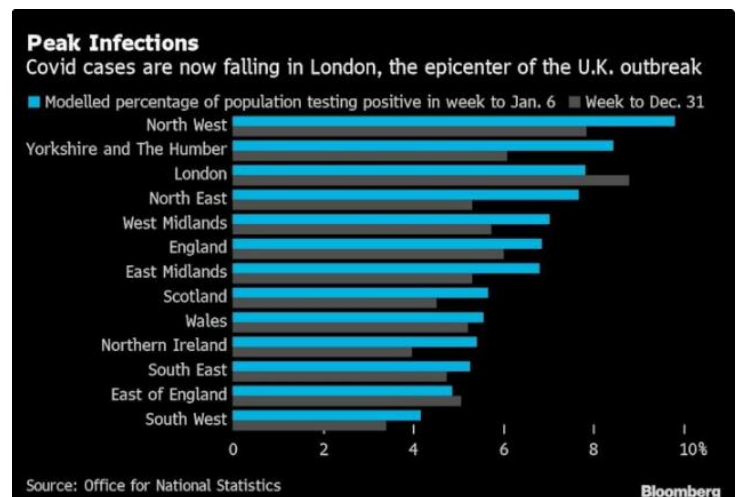 Peak Infections
Covid cases are now falling in London, the epicenter of the U.K. outbreak
Modelled percentage of population testing positive in week to Jan. 6 Week to Dec. 31
North West
Yorkshire and The Humber
London
North East
West Midlands
England
East Midlands
Scotland
Wales
Northern Ireland
South East
East of England
South West
0 2 4 6 8 10%
Source: Office for National Statistics
Bloomberg